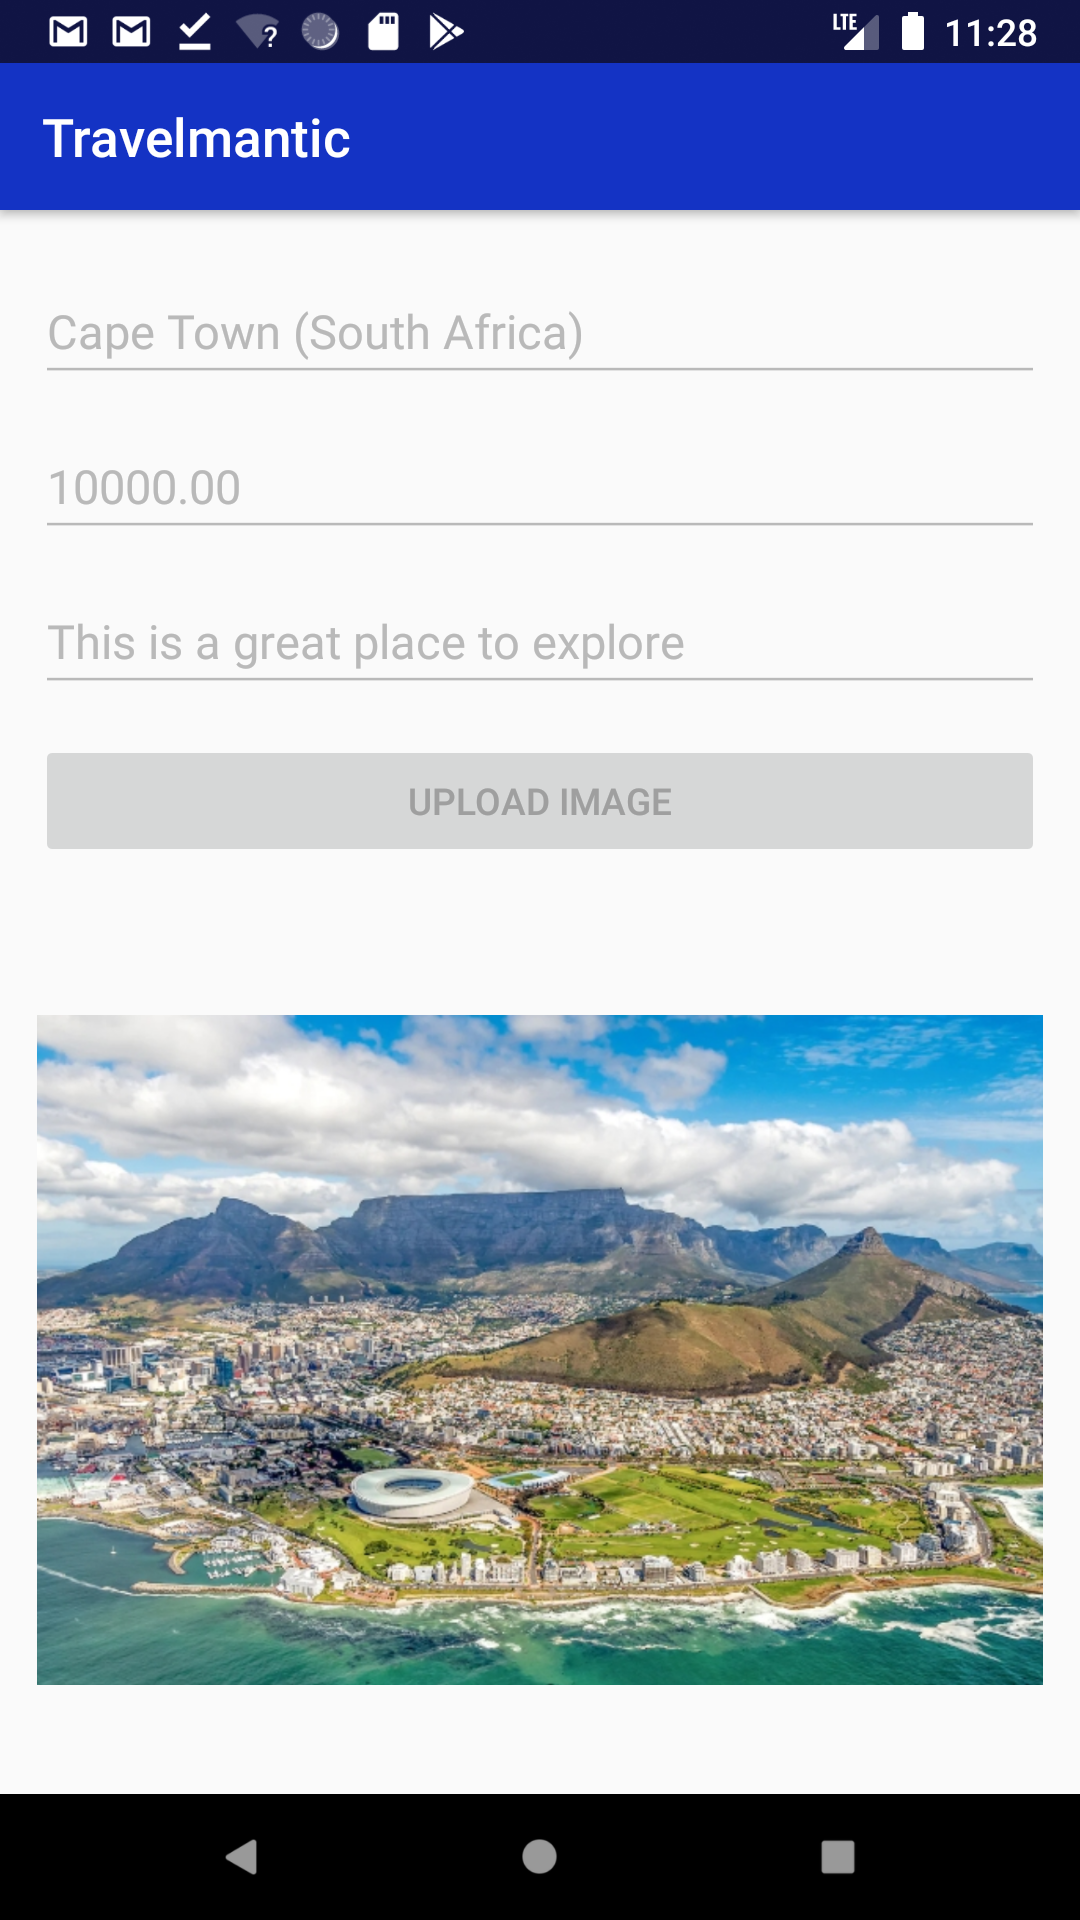 LTE 11:28
Travelmantic
Cape Town (South Africa)
10000.00
This is a great place to explore
UPLOAD IMAGE